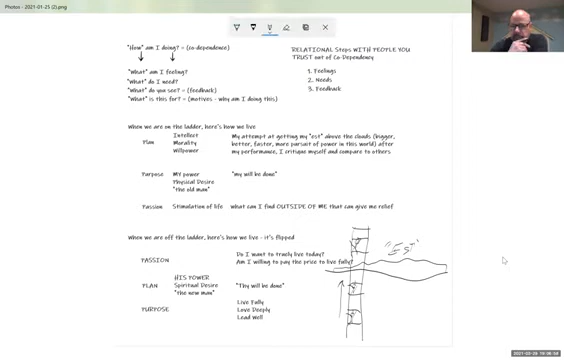 Photos - 2021-01-25 (2).png
"How" am I doing? = (co-dependence)
"What" am I feeling?
"What" do I need?
"What" do you see? = (feedback)
"What" is this for? = (motives - why am I doing this)
RELATIONAL Steps WITH PEOPLE YOU
TRUST out of Co-Dependency
1. Feelings
2. Needs
3. Feedback
When we are on the ladder, here's how we live
Plan
Intellect
Morality
Willpower
My attempt at getting my "est" above the clouds (bigger,
better, faster, more pursuit of power in this world) after
my performance, I critique myself and compare to others
Purpose
MY power
Physical Desire
"the old man"
"my will be done"
Passion
Stimulation of life
what can I find OUTSIDE OF ME that can give me relief
When we are off the ladder, here's how we live - it's flipped
PASSION
Do I want to truely live today?
Am I willing to pay the price to live fully?
PLAN
HIS POWER
Spiritual Desire
"the new man"
"Thy will be done"
PURPOSE
Live Fully
Love Deeply
Lead Well
"Est"